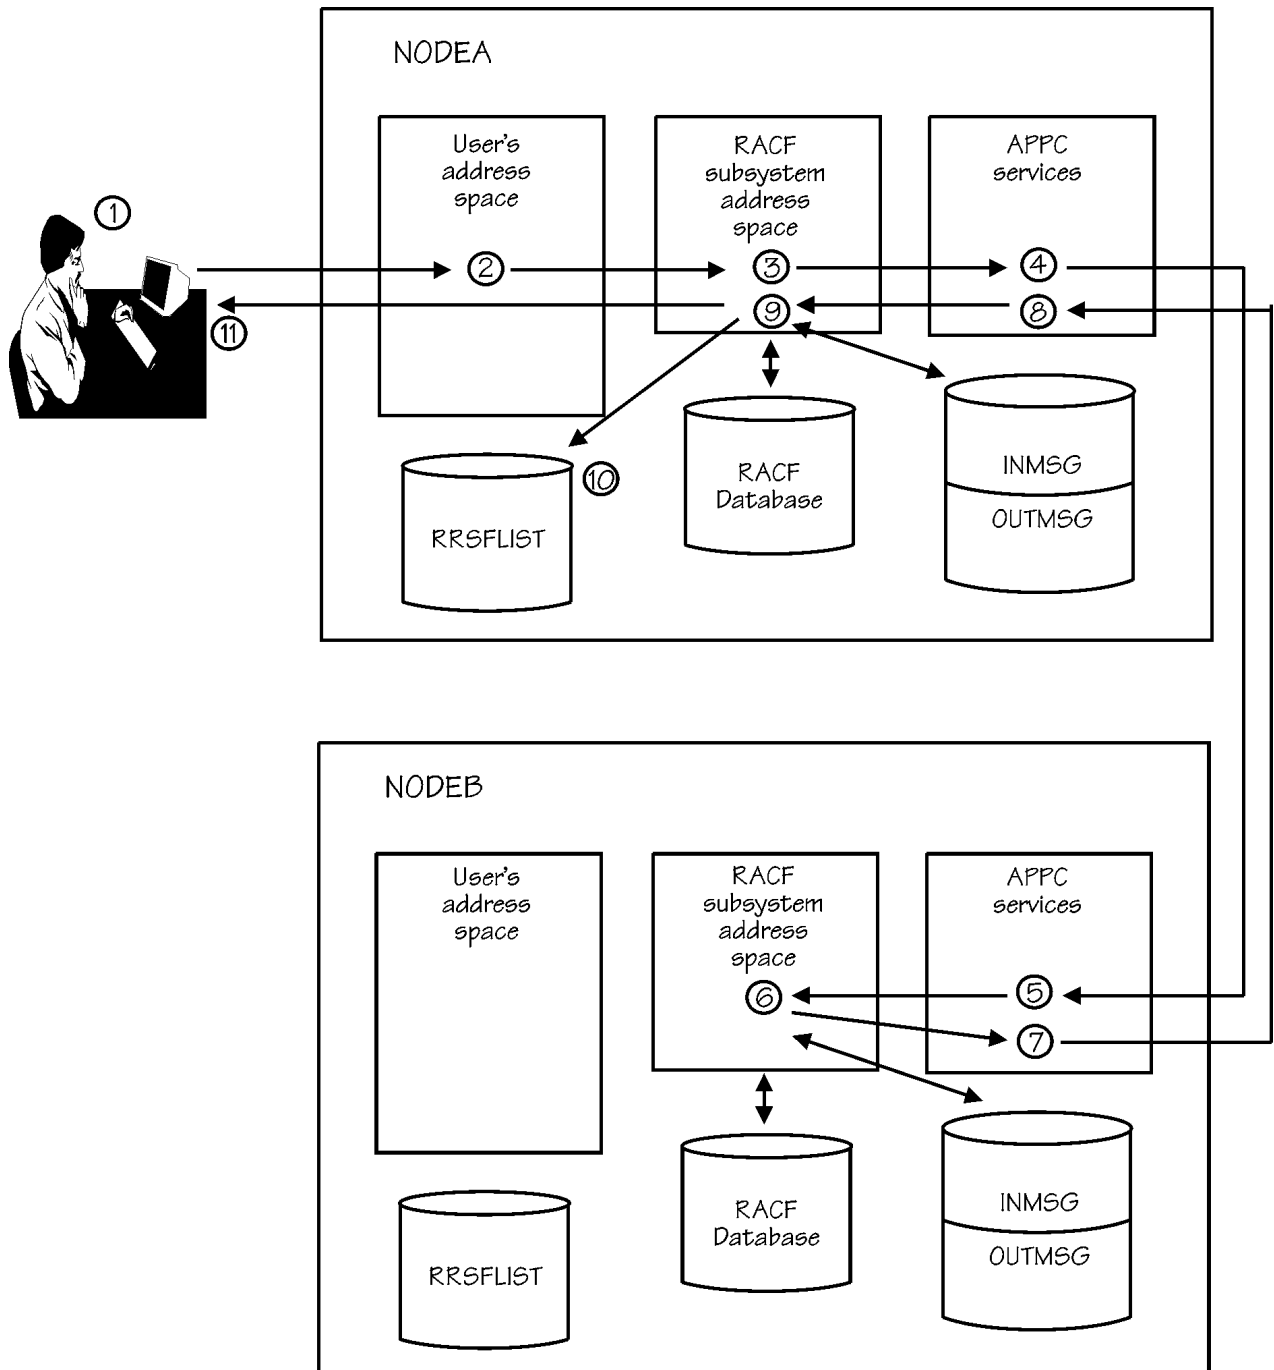 NODEA
User's
address
space
RACF
subsystem
address
space
APPC
services
1
2
3
4
9
8
11
10
RRSFLIST
RACF
Database
INMSG
OUTMSG
NODEB
User's
address
space
RACF
subsystem
address
space
APPC
services
6
5
7
RRSFLIST
RACF
Database
INMSG
OUTMSG